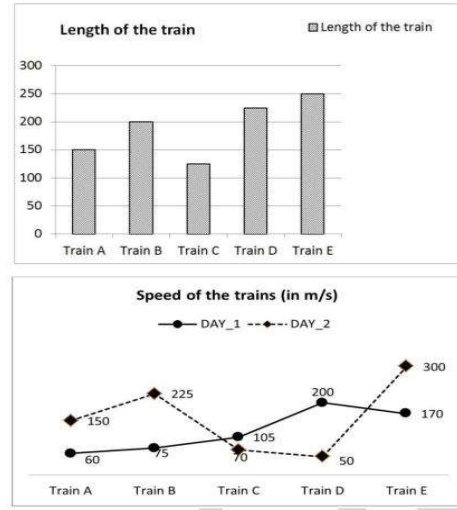 Length of the train
Length of the train
300
250
200
150
100
50
0
Train A Train B Train C Train D Train E
Speed of the trains (in m/s)
DAY_1 DAY_2
300
225
200
170
150
105
75
70
60
50
Train A Train B Train C Train D Train E